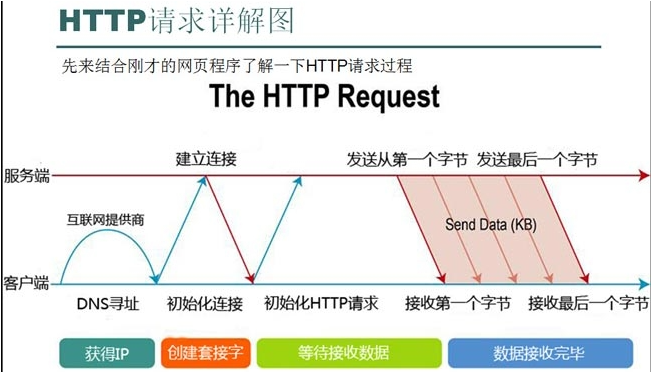 HTTP请求详解图
先来结合刚才的网页程序了解一下HTTP请求过程
The HTTP Request
建立连接 发送从第一个字节 发送最后一个字节
服务端
互联网提供商
Send Data (KB)
客户端
DNS寻址 初始化连接 初始化HTTP请求 接收第一个字节 接收最后一个字节
获得IP 创建套接字 等待接收数据 数据接收完毕